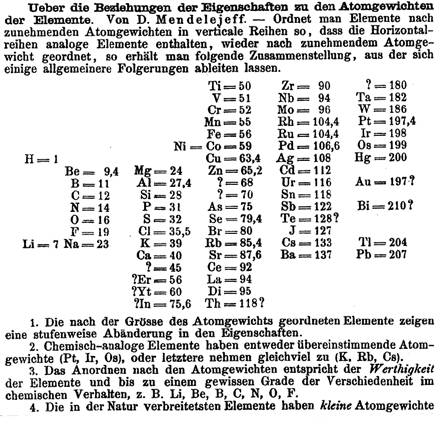 Ueber die Beziehungen der Eigenschaften zu den Atomgewichten
der Elemente. Von D. Mendelejeff. — Ordnet man Elemente nach
zunehmenden Atomgewichten in verticale Reihen so, dass die Horizontal-
reihen analoge Elemente enthalten, wieder nach zunehmendem Atomge-
wicht geordnet, so erhält man folgende Zusammenstellung, aus der sich
einige allgemeinere Folgerungen ableiten lassen.
Ti = 50 Zr = 90 ? = 180
V = 51 Nb = 94 Ta = 182
Cr = 52 Mo = 96 W = 186
Mn = 55 Rh = 104,4 Pt = 197,4
Fe = 56 Ru = 104,4 Ir = 198
Ni = Co = 59 Pd = 106,6 Os = 199
H = 1 Cu = 63,4 Ag = 108 Hg = 200
Be = 9,4 Mg = 24 Zn = 65,2 Cd = 112
B = 11 Al = 27,4 ? = 68 Ur = 116 Au = 197?
C = 12 Si = 28 ? = 70 Sn = 118
N = 14 P = 31 As = 75 Sb = 122 Bi = 210?
O = 16 S = 32 Se = 79,4 Te = 128?
F = 19 Cl = 35,5 Br = 80 J = 127
Li = 7 Na = 23 K = 39 Rb = 85,4 Cs = 133 Tl = 204
Ca = 40 Sr = 87,6 Ba = 137 Pb = 207
? = 45 Ce = 92
?Er = 56 La = 94
?Yt = 60 Di = 95
?In = 75,6 Th = 118?
1. Die nach der Grösse des Atomgewichts geordneten Elemente zeigen
eine stufenweise Abänderung in den Eigenschaften.
2. Chemisch-analoge Elemente haben entweder übereinstimmende Atom-
gewichte (Pt, Ir, Os), oder letztere nehmen gleichviel zu (K, Rb, Cs).
3. Das Anordnen nach den Atomgewichten entspricht der Werthigkeit
der Elemente und bis zu einem gewissen Grade der Verschiedenheit im
chemischen Verhalten, z. B. Li, Be, B, C, N, O, F.
4. Die in der Natur verbreitetsten Elemente haben kleine Atomgewichte